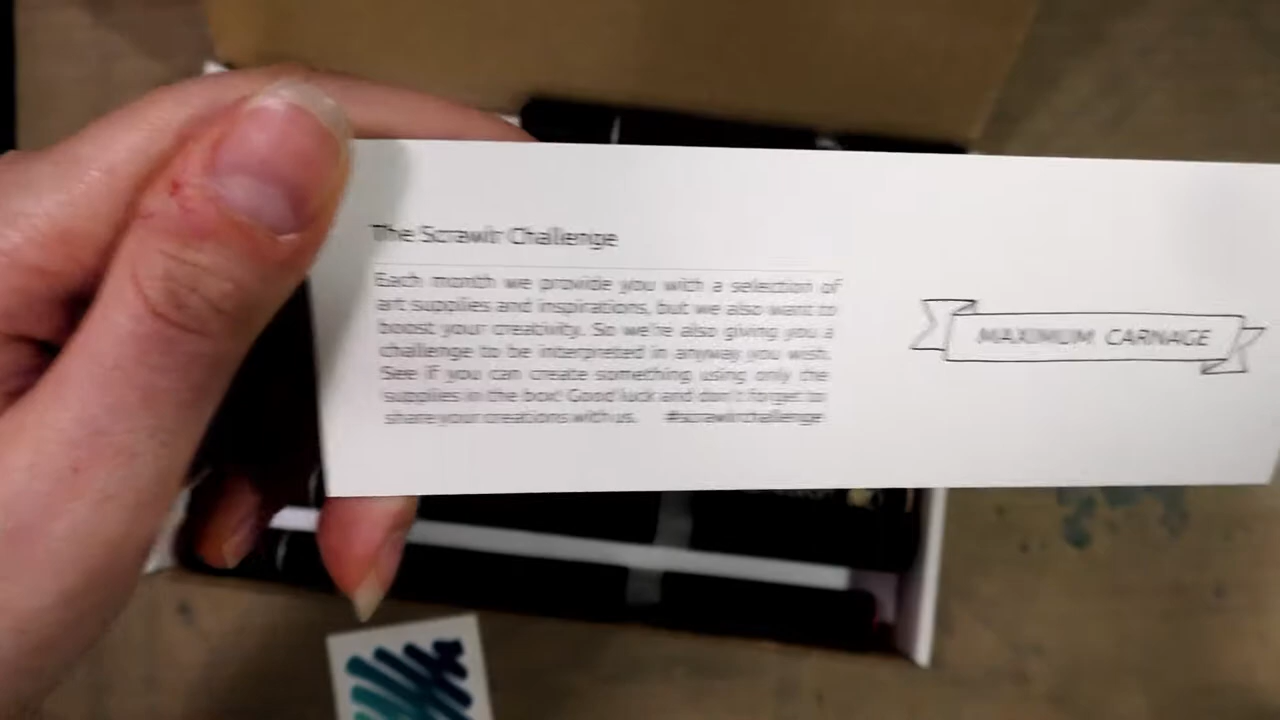 The Scrawlr Challenge
Each month we provide you with a selection of
art supplies and inspirations, but we also want to
boost your creativity. So we're also giving you a
challenge to be interpreted in anyway you wish.
See if you can create something using only the
supplies in the box! Good luck and don't forget to
share your creations with us. #scrawlrchallenge
MAXIMUM CARNAGE